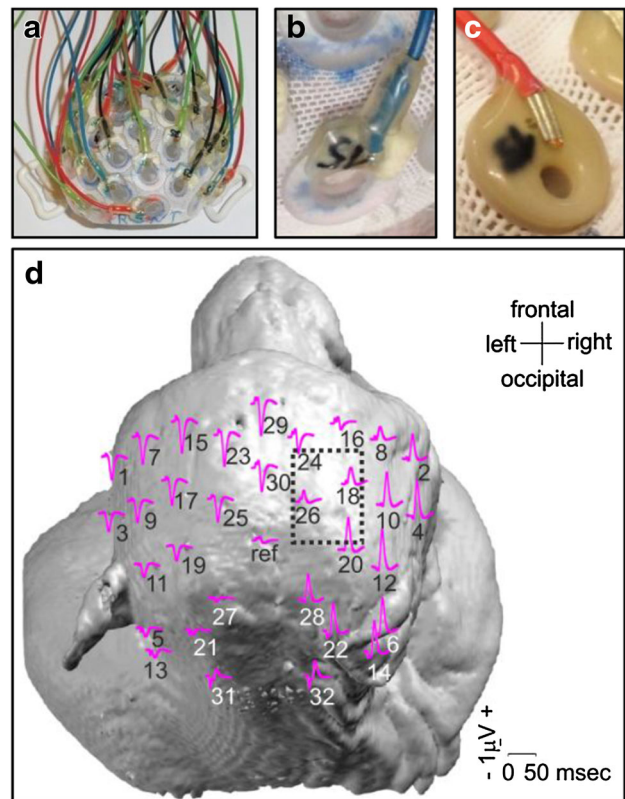 a
b
c
R S W T
d
frontal
left right
occipital
29
15 16
7 23 8
24
1 2
30
17 18
9 25 26 10
3 4
ref
19 20
11 12
27 28
5 21 22 6
13 14
31 32
- 1µV +
0 50 msec